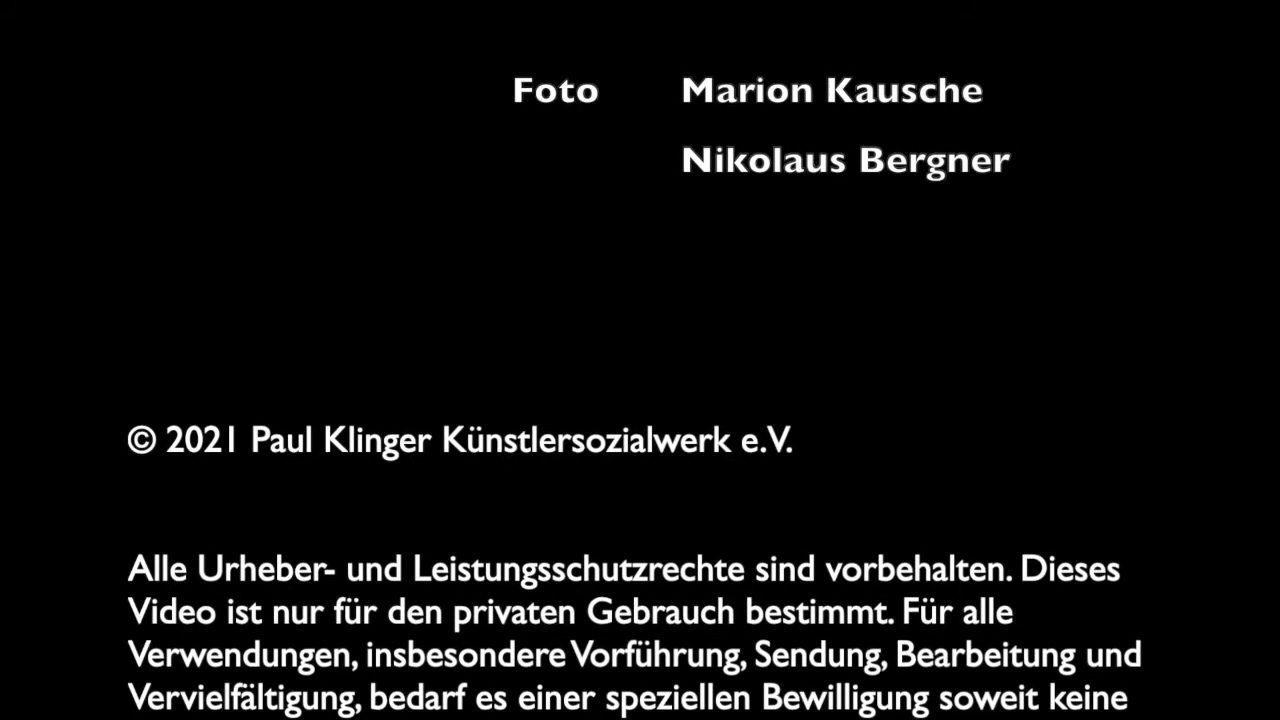 Foto Marion Kausche
Nikolaus Bergner
© 2021 Paul Klinger Künstlersozialwerk e.V.
Alle Urheber- und Leistungsschutzrechte sind vorbehalten. Dieses
Video ist nur für den privaten Gebrauch bestimmt. Für alle
Verwendungen, insbesondere Vorführung, Sendung, Bearbeitung und
Vervielfältigung, bedarf es einer speziellen Bewilligung soweit keine